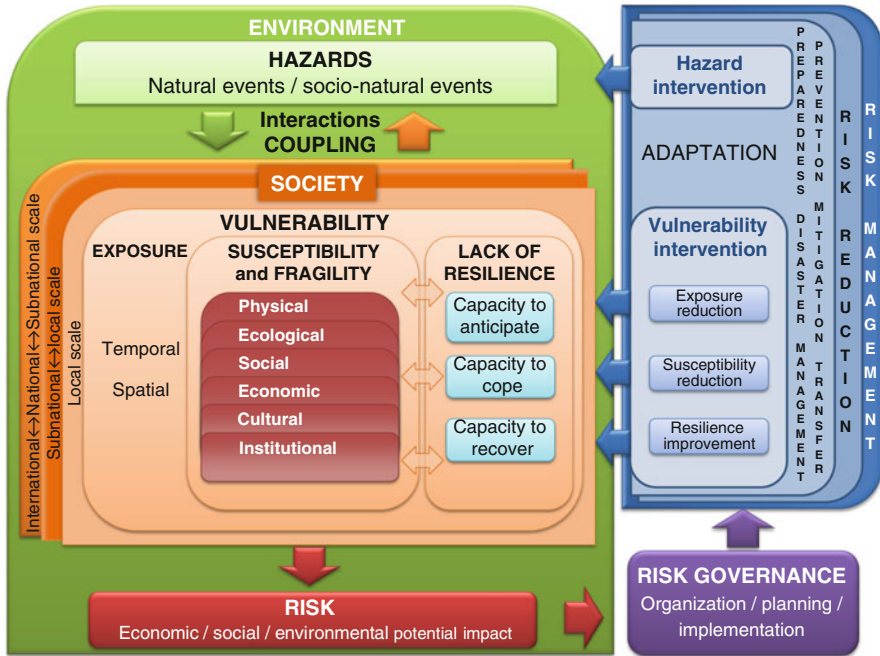 ENVIRONMENT
HAZARDS
Natural events / socio-natural events
Interactions
COUPLING
SOCIETY
International↔National↔Subnational scale
Subnational↔local scale
Local scale
VULNERABILITY
EXPOSURE
Temporal
Spatial
SUSCEPTIBILITY
and FRAGILITY
Physical
Ecological
Social
Economic
Cultural
Institutional
LACK OF
RESILIENCE
Capacity to
anticipate
Capacity to
cope
Capacity to
recover
RISK
Economic / social / environmental potential impact
Hazard
intervention
ADAPTATION
Vulnerability
intervention
Exposure
reduction
Susceptibility
reduction
Resilience
improvement
PREPAREDNESS DISASTER MANAGEMENT
PREVENTION MITIGATION TRANSFER
RISK REDUCTION
RISK MANAGEMENT
RISK GOVERNANCE
Organization / planning /
implementation